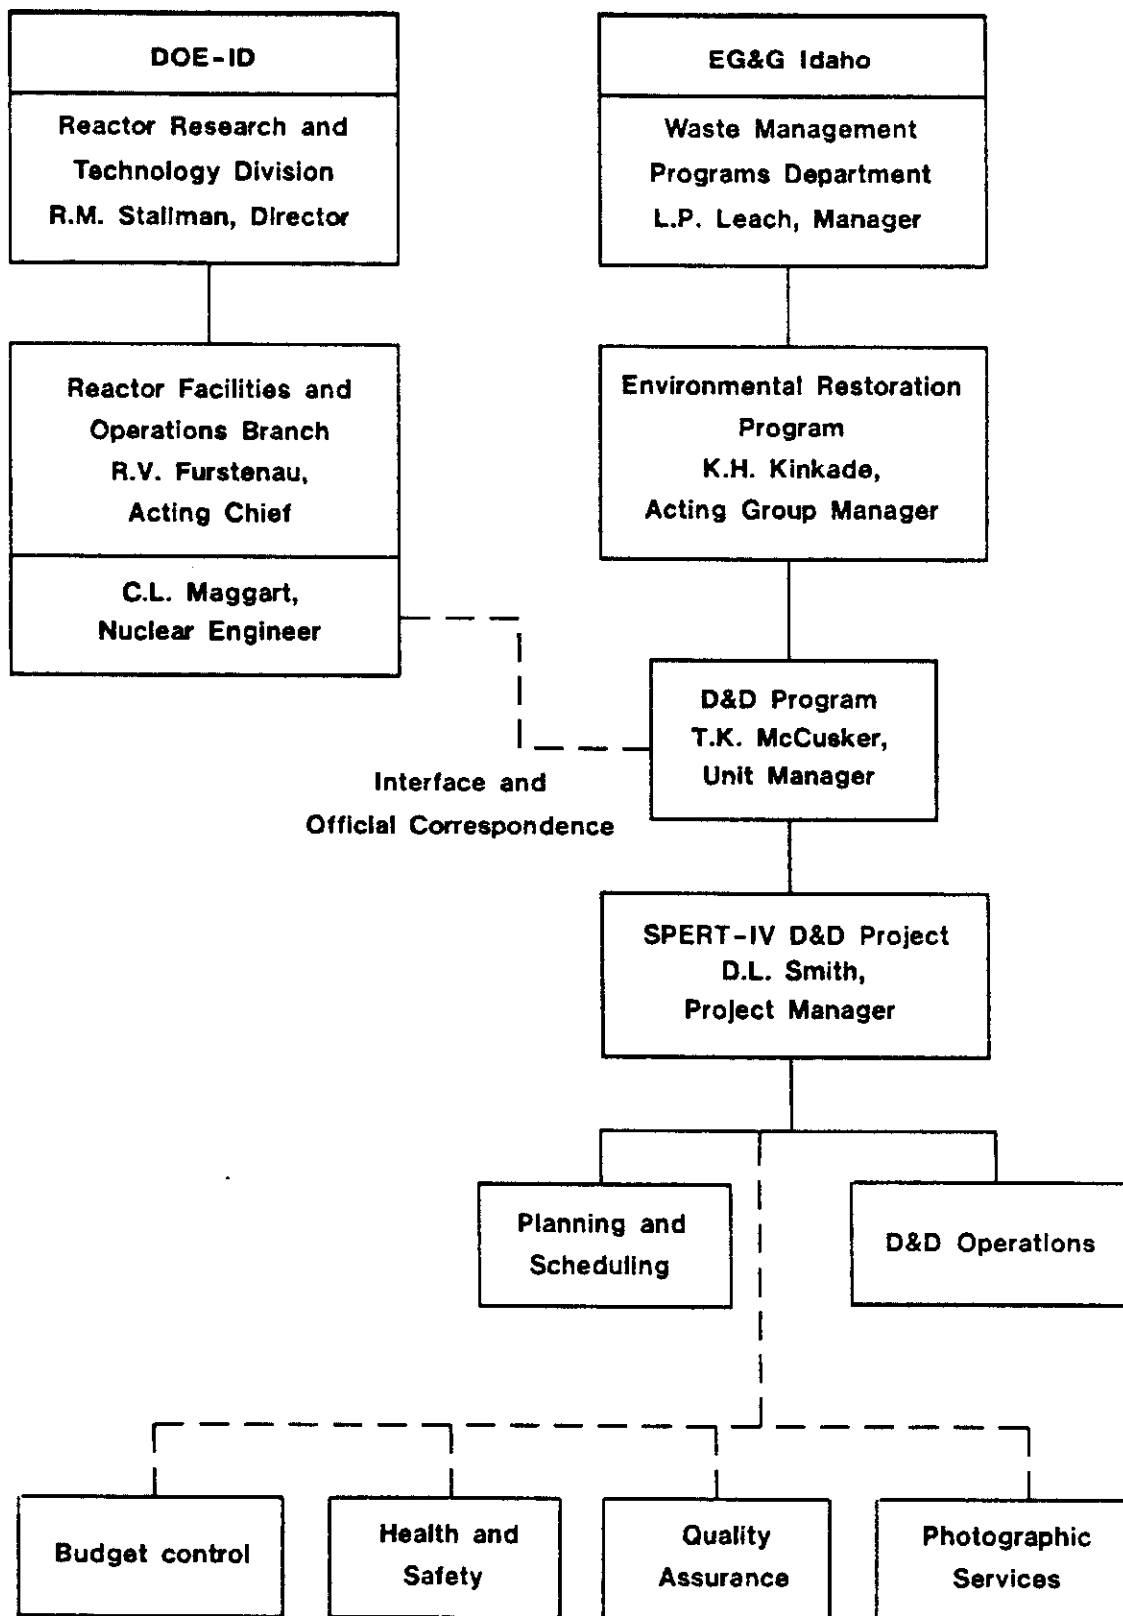 DOE-ID
Reactor Research and
Technology Division
R.M. Stallman, Director
Reactor Facilities and
Operations Branch
R.V. Furstenau,
Acting Chief
C.L. Maggart,
Nuclear Engineer
EG&G Idaho
Waste Management
Programs Department
L.P. Leach, Manager
Environmental Restoration
Program
K.H. Kinkade,
Acting Group Manager
D&D Program
T.K. McCusker,
Unit Manager
Interface and
Official Correspondence
SPERT-IV D&D Project
D.L. Smith,
Project Manager
Planning and
Scheduling
D&D Operations
Budget control
Health and
Safety
Quality
Assurance
Photographic
Services